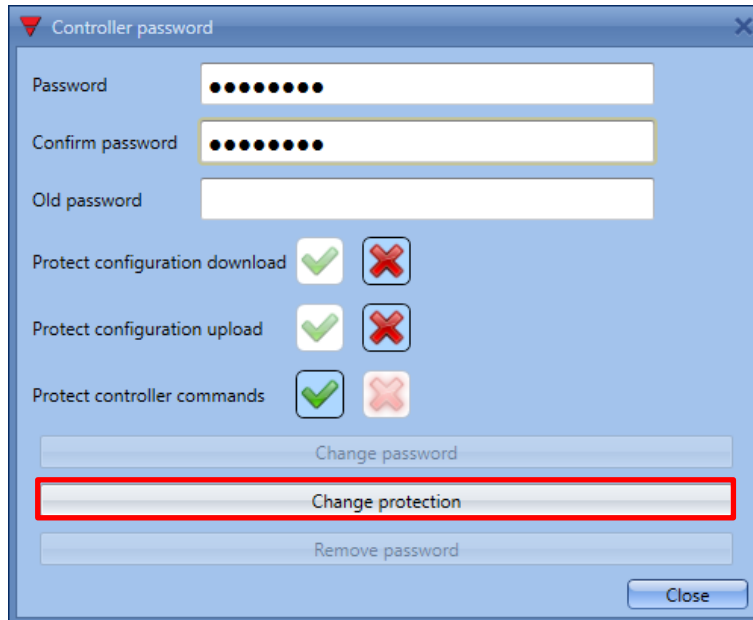 Controller password
Password ●●●●●●●●
Confirm password ●●●●●●●●
Old password
Protect configuration download
Protect configuration upload
Protect controller commands
Change password
Change protection
Remove password
Close